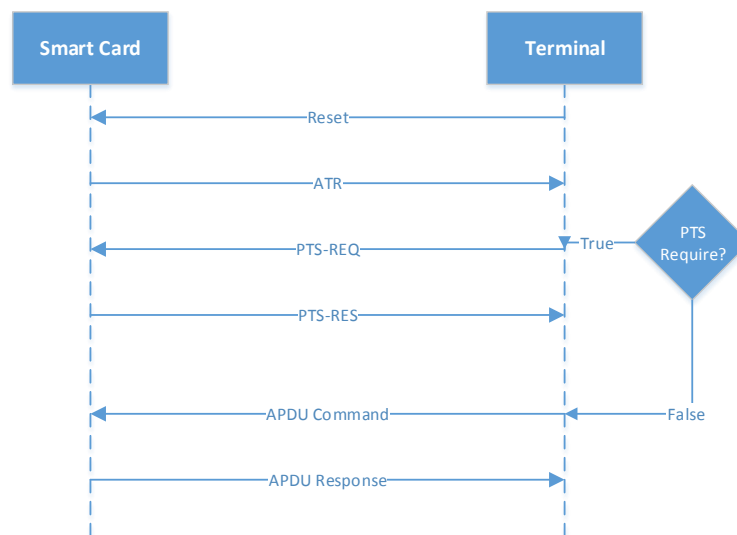 Smart Card
Terminal
Reset
ATR
PTS
Require?
True
PTS-REQ
PTS-RES
APDU Command
False
APDU Response